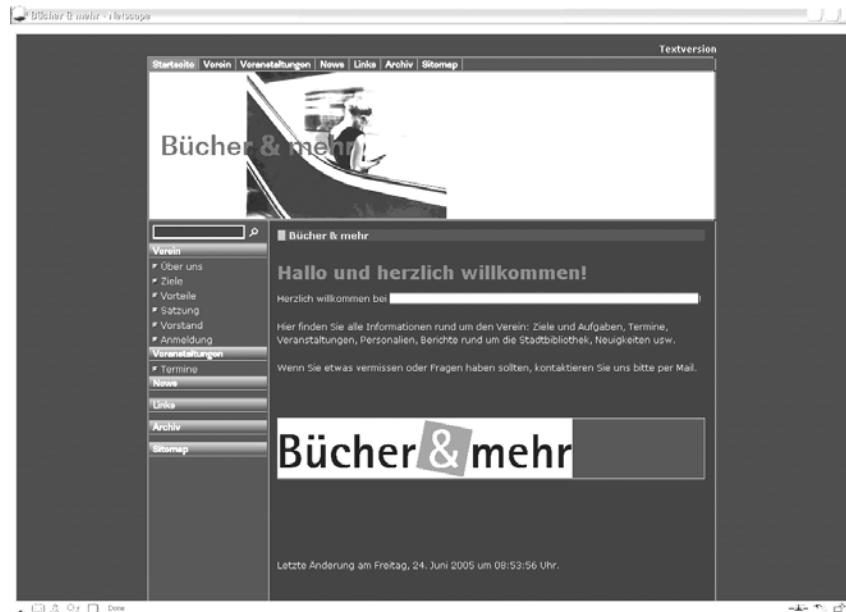 Bücher & mehr - Netscape
Textversion
Startseite Verein Veranstaltungen News Links Archiv Sitemap
Bücher & mehr
Verein
Über uns
Ziele
Vorteile
Satzung
Vorstand
Anmeldung
Veranstaltungen
Termine
News
Links
Archiv
Sitemap
Bücher & mehr
Hallo und herzlich willkommen!
Herzlich willkommen bei !
Hier finden Sie alle Informationen rund um den Verein: Ziele und Aufgaben, Termine,
Veranstaltungen, Personalien, Berichte rund um die Stadtbibliothek, Neuigkeiten usw.
Wenn Sie etwas vermissen oder Fragen haben sollten, kontaktieren Sie uns bitte per Mail.
Bücher & mehr
Letzte Änderung am Freitag, 24. Juni 2005 um 08:53:56 Uhr.
Done